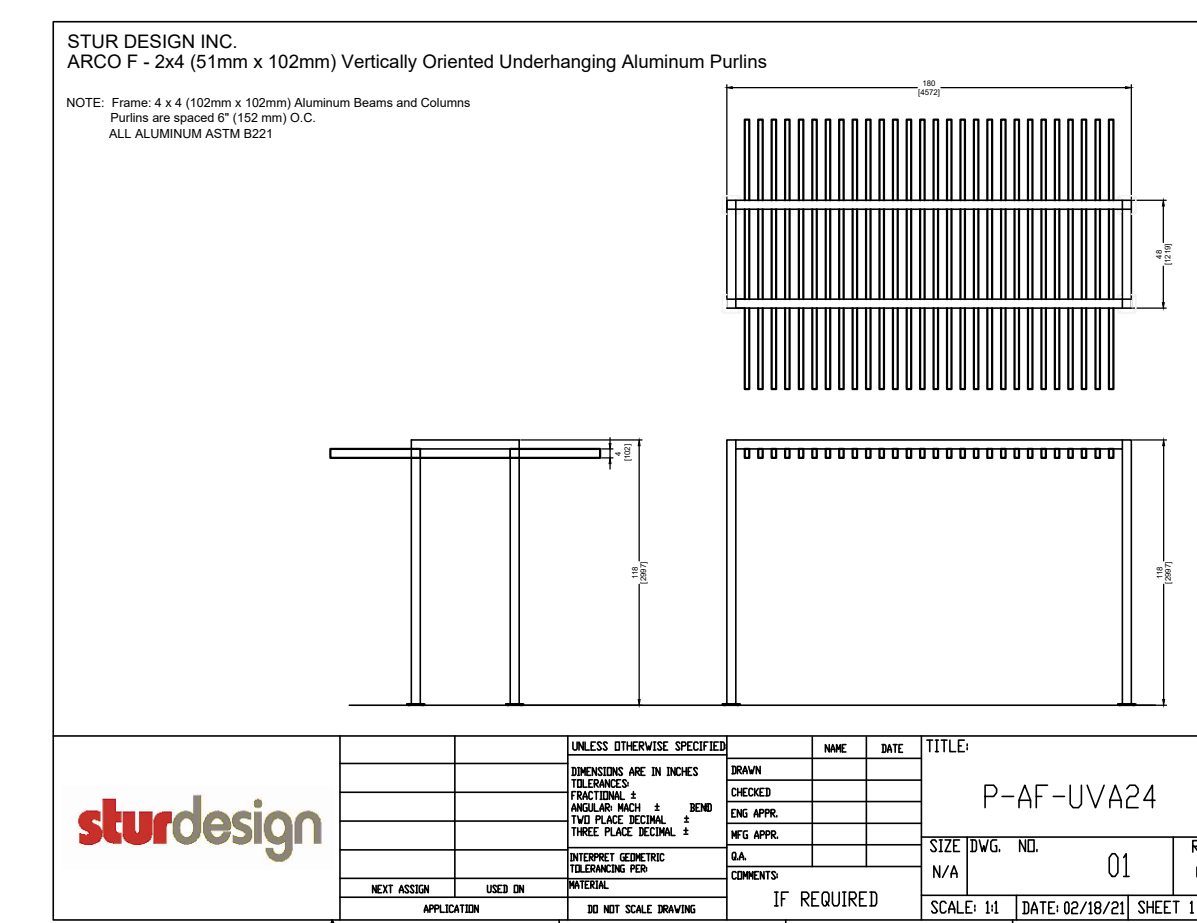 STUR DESIGN INC.
ARCO F - 2x4 (51mm x 102mm) Vertically Oriented Underhanging Aluminum Purlins
NOTE: Frame: 4 x 4 (102mm x 102mm) Aluminum Beams and Columns
Purlins are spaced 6" (152 mm) O.C.
ALL ALUMINUM ASTM B221
180
[4572]
48
[1219]
4
[102]
118
[2997]
118
[2997]
sturdesign
NEXT ASSIGN
USED ON
APPLICATION
UNLESS OTHERWISE SPECIFIED
DIMENSIONS ARE IN INCHES
TOLERANCES:
FRACTIONAL ±
ANGULAR: MACH ± BEND
TWO PLACE DECIMAL ±
THREE PLACE DECIMAL ±
INTERPRET GEOMETRIC
TOLERANCING PER:
MATERIAL
DO NOT SCALE DRAWING
NAME
DATE
DRAWN
CHECKED
ENG APPR.
MFG APPR.
Q.A.
COMMENTS:
IF REQUIRED
TITLE:
P-AF-UVA24
SIZE
N/A
DWG. NO.
01
SCALE: 1:1
DATE: 02/18/21
SHEET 1